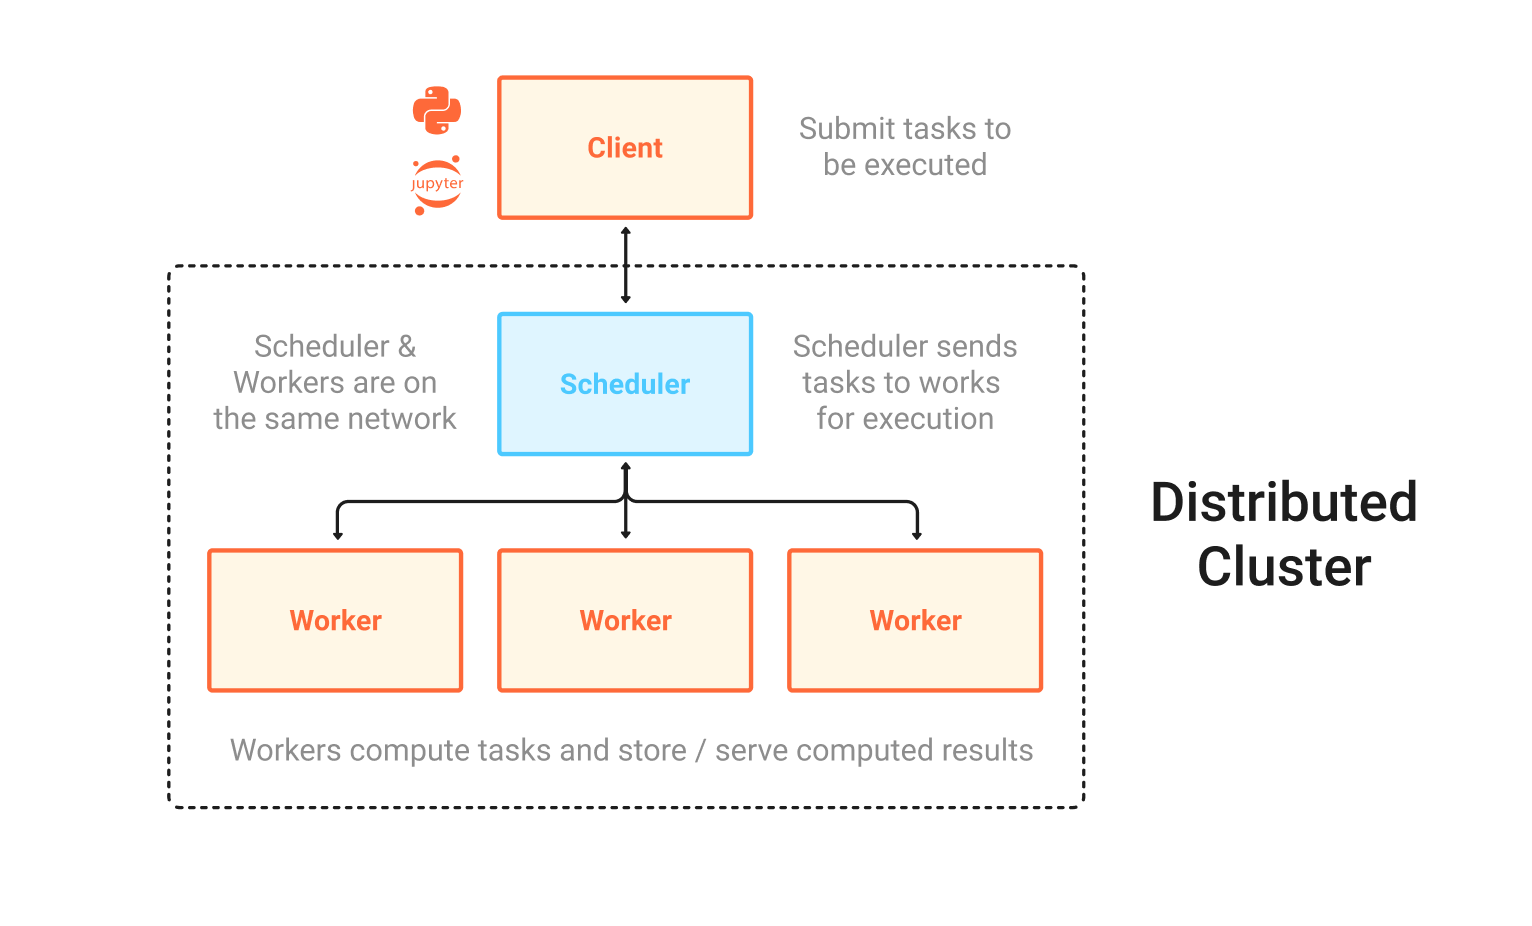 jupyter
Client
Submit tasks to
be executed
Scheduler &
Workers are on
the same network
Scheduler
Scheduler sends
tasks to works
for execution
Distributed
Cluster
Worker
Worker
Worker
Workers compute tasks and store / serve computed results